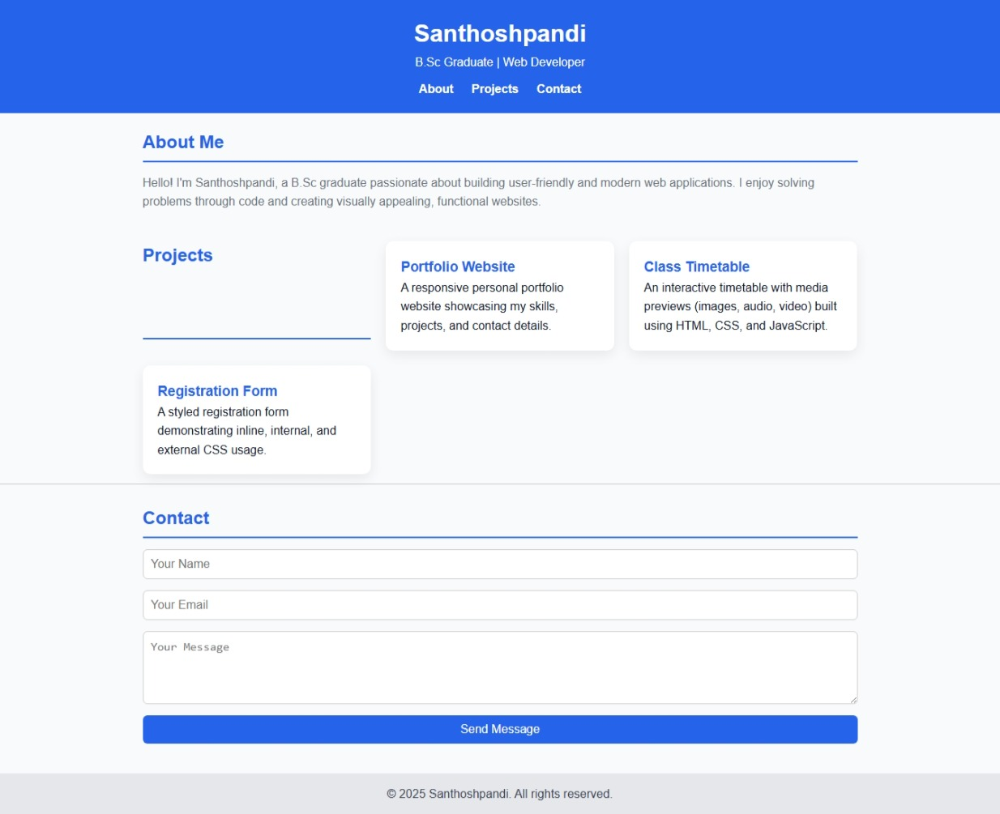 Santhoshpandi
B.Sc Graduate | Web Developer
About Projects Contact
About Me
Hello! I'm Santhoshpandi, a B.Sc graduate passionate about building user-friendly and modern web applications. I enjoy solving
problems through code and creating visually appealing, functional websites.
Projects
Portfolio Website
A responsive personal portfolio
website showcasing my skills,
projects, and contact details.
Class Timetable
An interactive timetable with media
previews (images, audio, video) built
using HTML, CSS, and JavaScript.
Registration Form
A styled registration form
demonstrating inline, internal, and
external CSS usage.
Contact
Your Name
Your Email
Your Message
Send Message
© 2025 Santhoshpandi. All rights reserved.